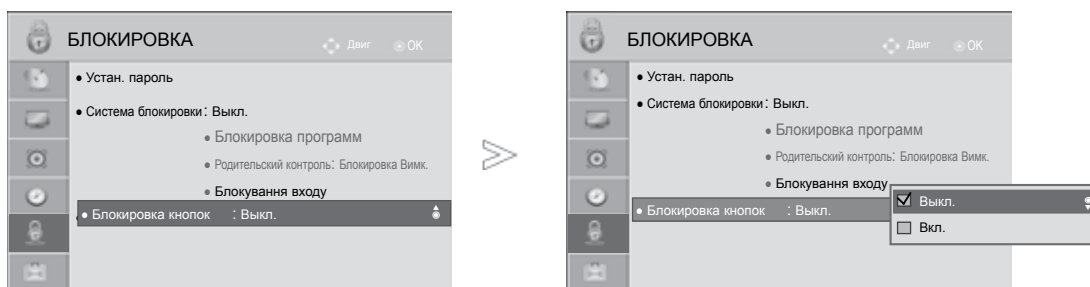 БЛОКИРОВКА
Двиг OK
• Устан. пароль
• Система блокировки: Выкл.
• Блокировка программ
• Родительский контроль: Блокировка Вимк.
• Блокування входу
• Блокировка кнопок : Выкл.
БЛОКИРОВКА
Двиг OK
• Устан. пароль
• Система блокировки: Выкл.
• Блокировка программ
• Родительский контроль: Блокировка Вимк.
• Блокування входу
• Блокировка кнопок : Выкл.
Выкл.
Вкл.